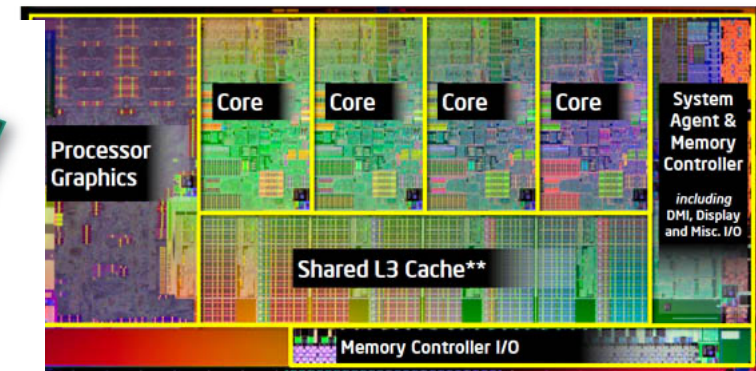 Processor
Graphics
Core
Core
Core
Core
System
Agent &
Memory
Controller
including
DMI, Display
and Misc. I/O
Shared L3 Cache**
Memory Controller I/O